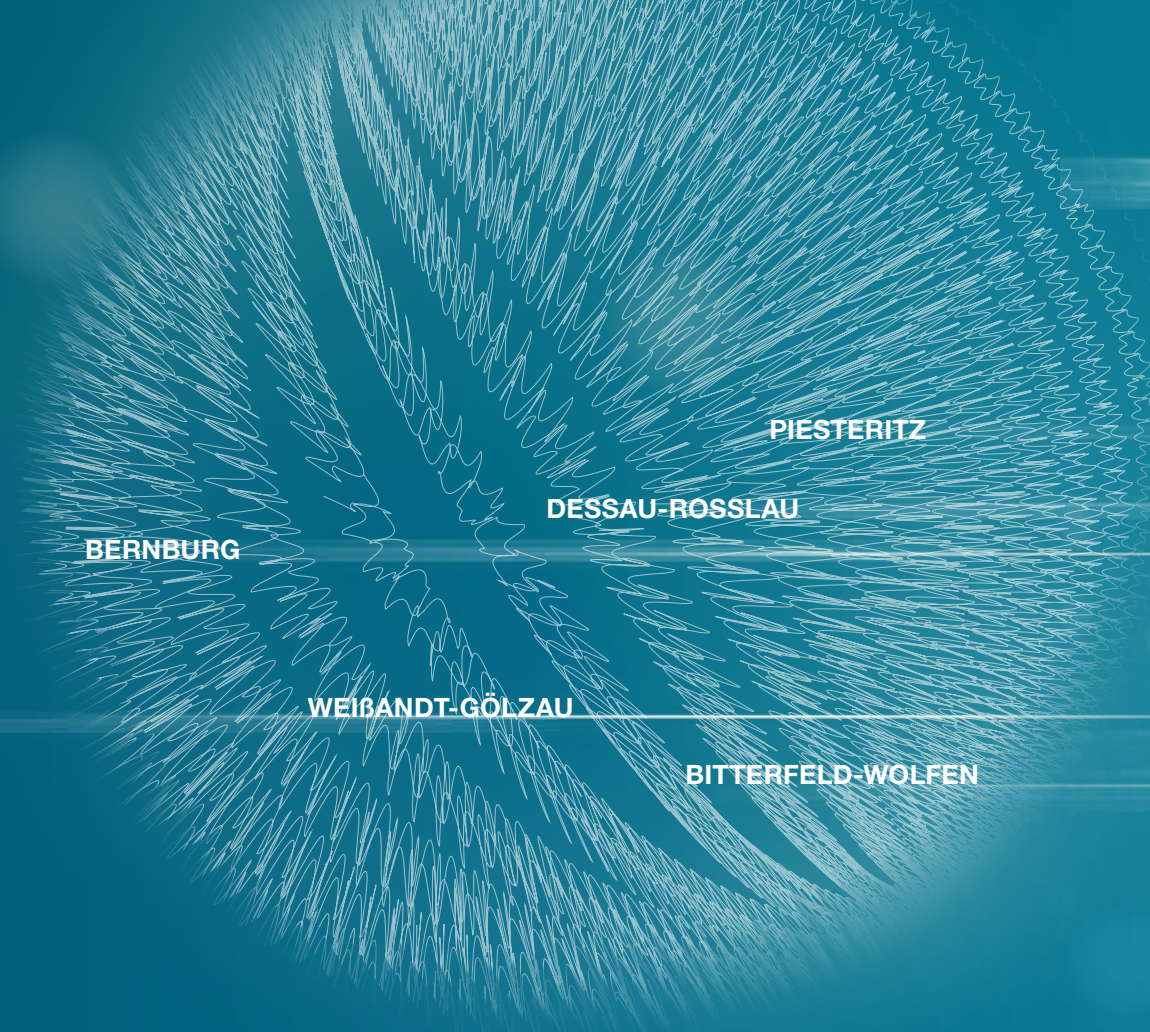 PIESTERITZ
DESSAU-ROSSLAU
BERNBURG
WEIßANDT-GÖLZAU
BITTERFELD-WOLFEN